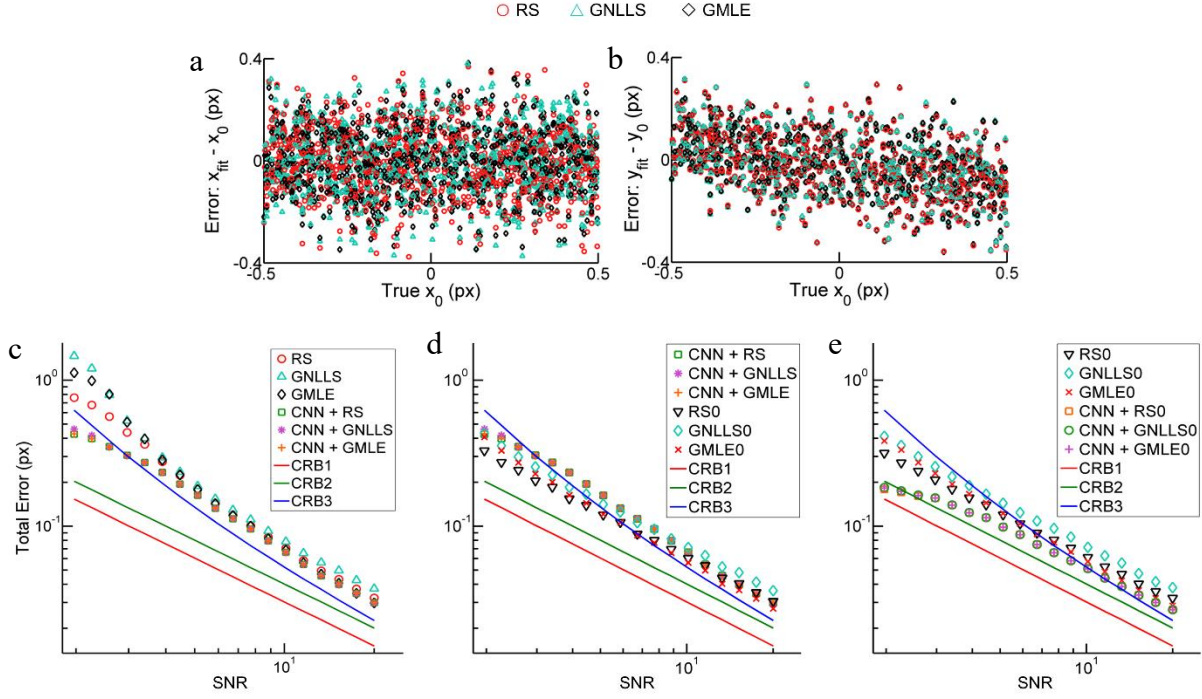 RS GNLLS GMLE
a
0.4
0
-0.4
-0.5 0 0.5
Error: x_fit - x_0 (px)
True x_0 (px)
b
0.4
0
-0.4
-0.5 0 0.5
Error: y_fit - y_0 (px)
True x_0 (px)
c
RS
GNLLS
GMLE
CNN + RS
CNN + GNLLS
CNN + GMLE
CRB1
CRB2
CRB3
10^0
10^-1
Total Error (px)
10^1
SNR
d
CNN + RS
CNN + GNLLS
CNN + GMLE
RS0
GNLLS0
GMLE0
CRB1
CRB2
CRB3
10^0
10^-1
10^1
SNR
e
RS0
GNLLS0
GMLE0
CNN + RS0
CNN + GNLLS0
CNN + GMLE0
CRB1
CRB2
CRB3
10^0
10^-1
10^1
SNR